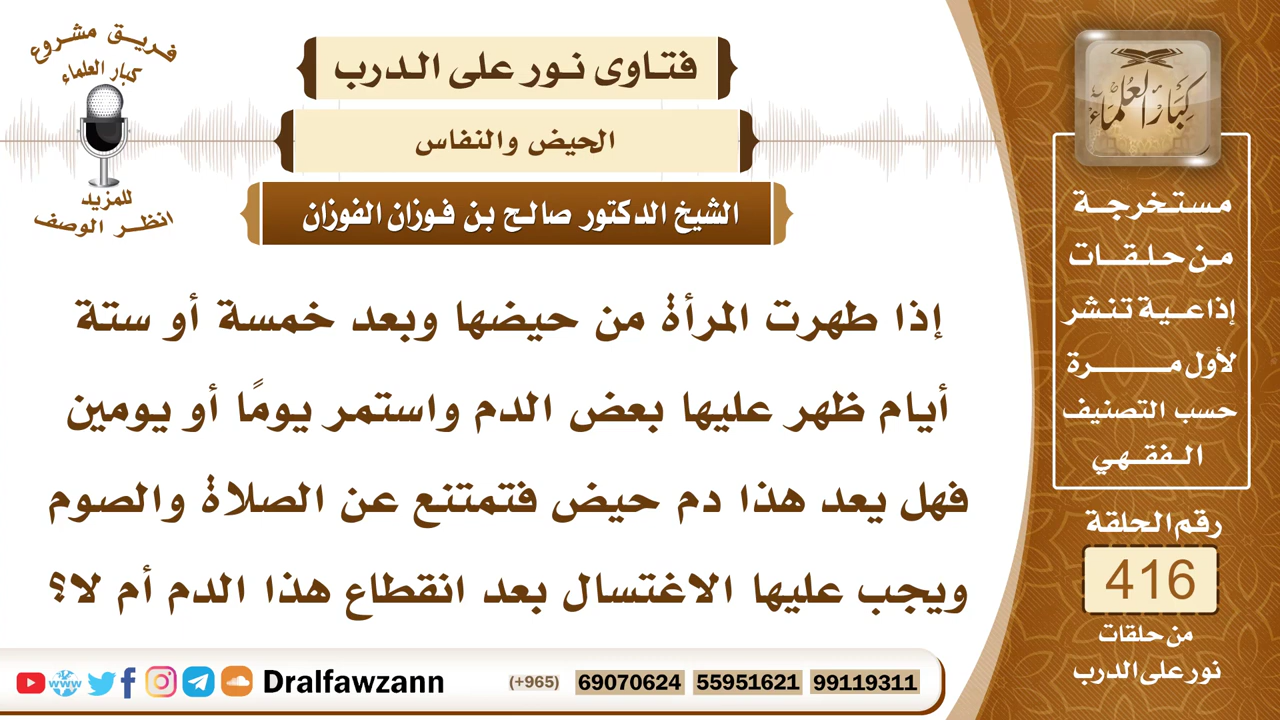 فريق مشروع
كبار العلماء
للمزيد
انظر الوصف
فتاوى نور على الدرب
الحيض والنفاس
الشيخ الدكتور صالح بن فوزان الفوزان
إذا طهرت المرأة من حيضها وبعد خمسة أو ستة
أيام ظهر عليها بعض الدم واستمر يومًا أو يومين
فهل يعد هذا دم حيض فتمتنع عن الصلاة والصوم
ويجب عليها الاغتسال بعد انقطاع هذا الدم أم لا؟
كِبَارُ العُلَمَاء
مستخرجة
من حلقات
إذاعية تنشر
لأول مرة
حسب التصنيف
الفقهي
رقم الحلقة
416
من حلقات
نور على الدرب
www
Dralfawzann
(+965) 69070624 55951621 99119311